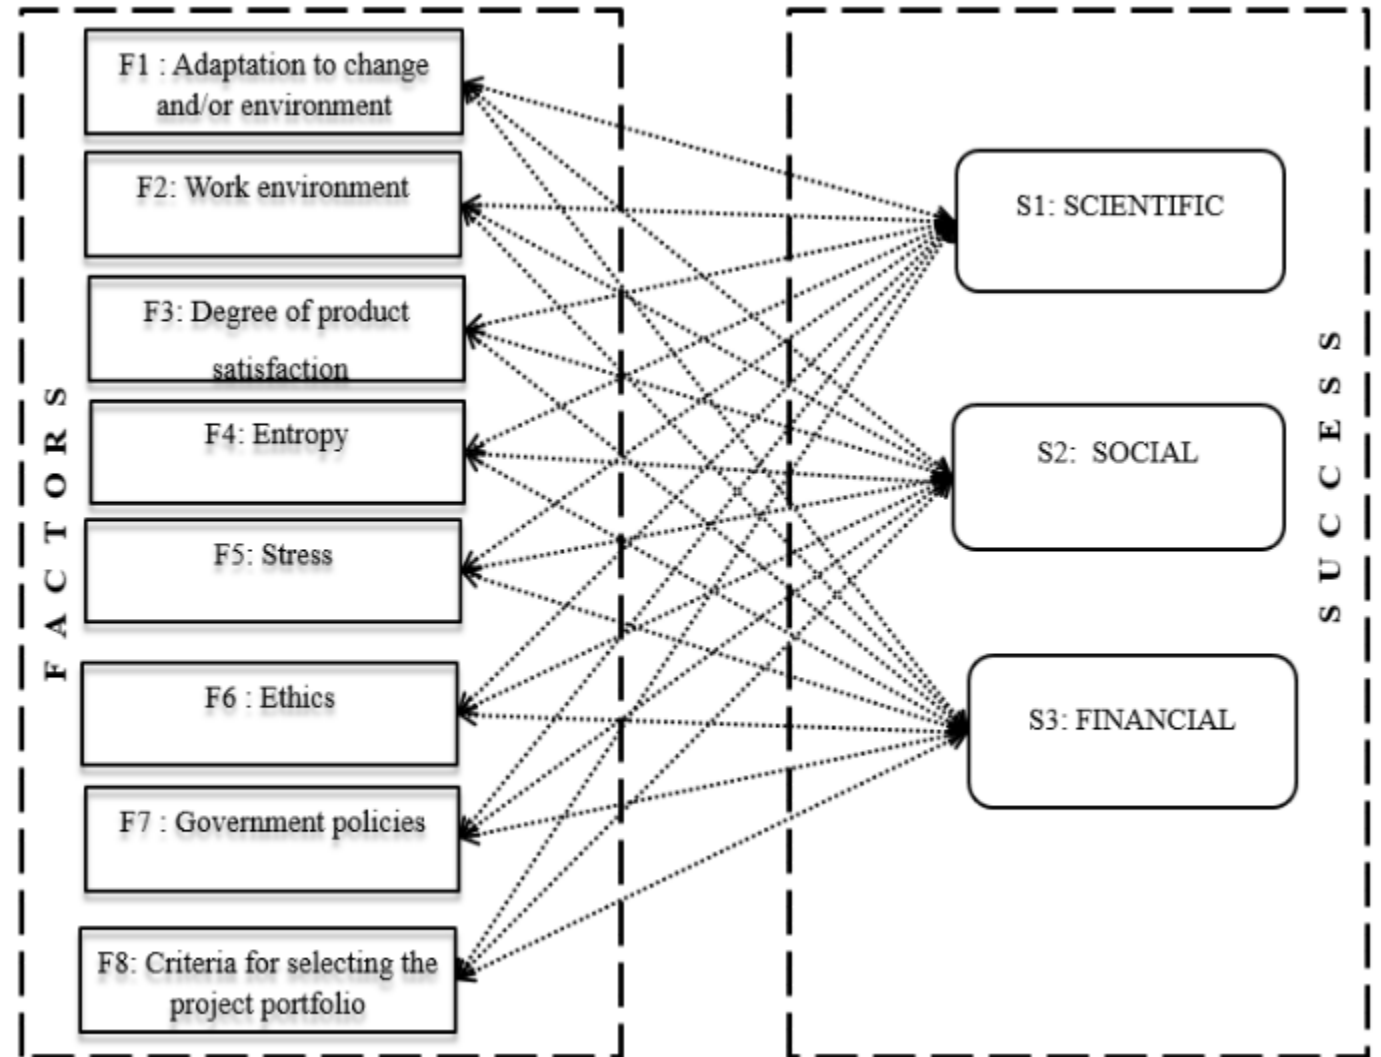 F1 : Adaptation to change
and/or environment
F2: Work environment
F3: Degree of product
satisfaction
F4: Entropy
F5: Stress
F6 : Ethics
F7 : Government policies
F8: Criteria for selecting the
project portfolio
FACTORS
S1: SCIENTIFIC
S2: SOCIAL
S3: FINANCIAL
SUCCESS